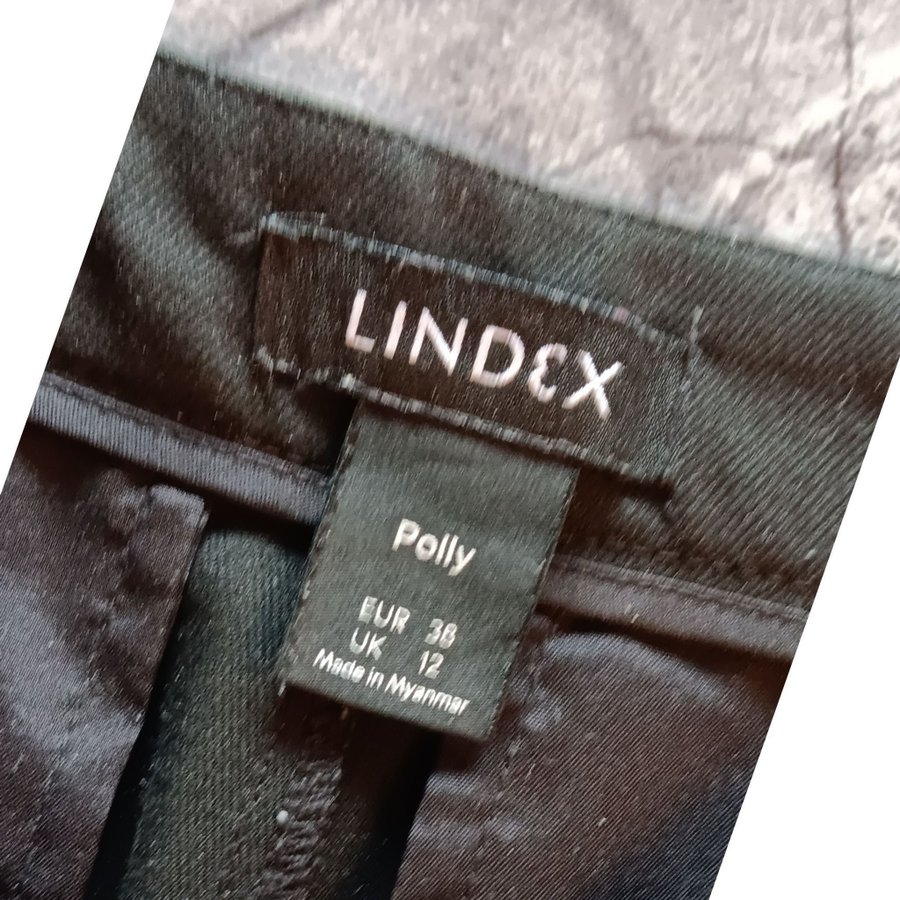 LINDEX
Polly
EUR 38
UK 12
Made in Myanmar